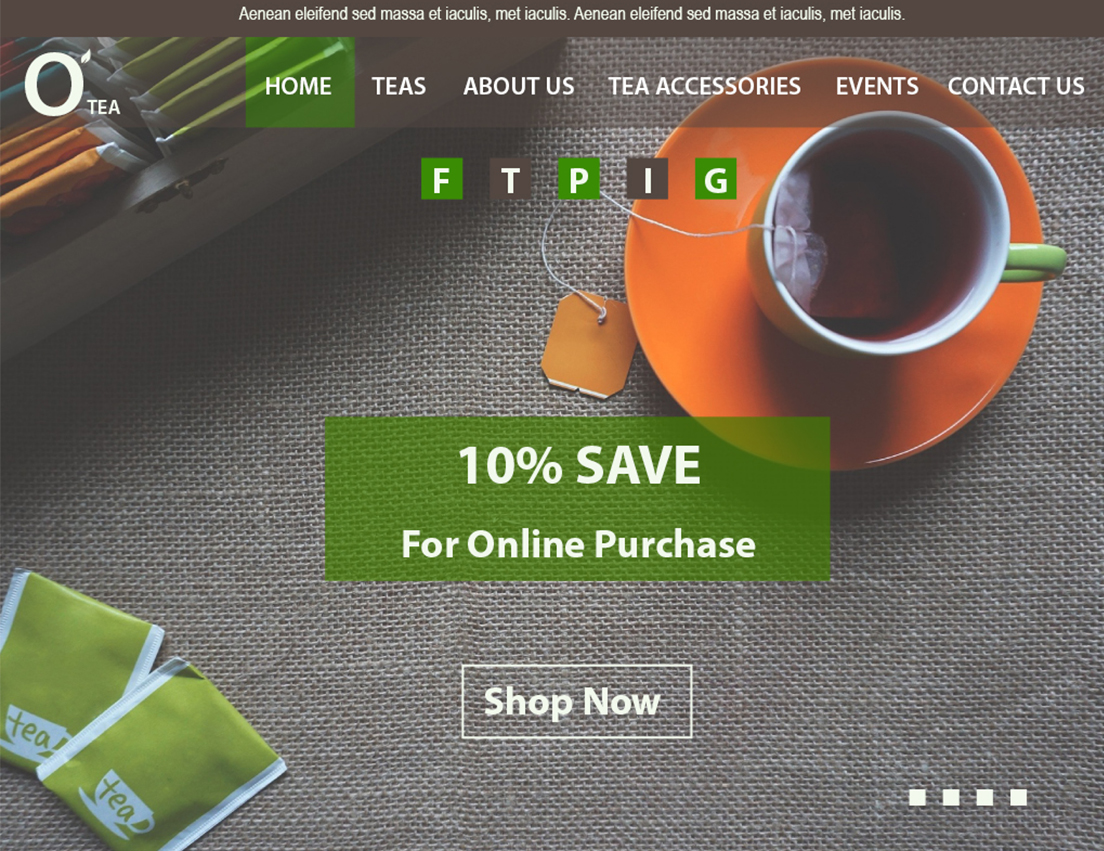 Aenean eleifend sed massa et iaculis, met iaculis. Aenean eleifend sed massa et iaculis, met iaculis.
O' TEA
HOME TEAS ABOUT US TEA ACCESSORIES EVENTS CONTACT US
F T P I G
10% SAVE
For Online Purchase
Shop Now
tea
tea